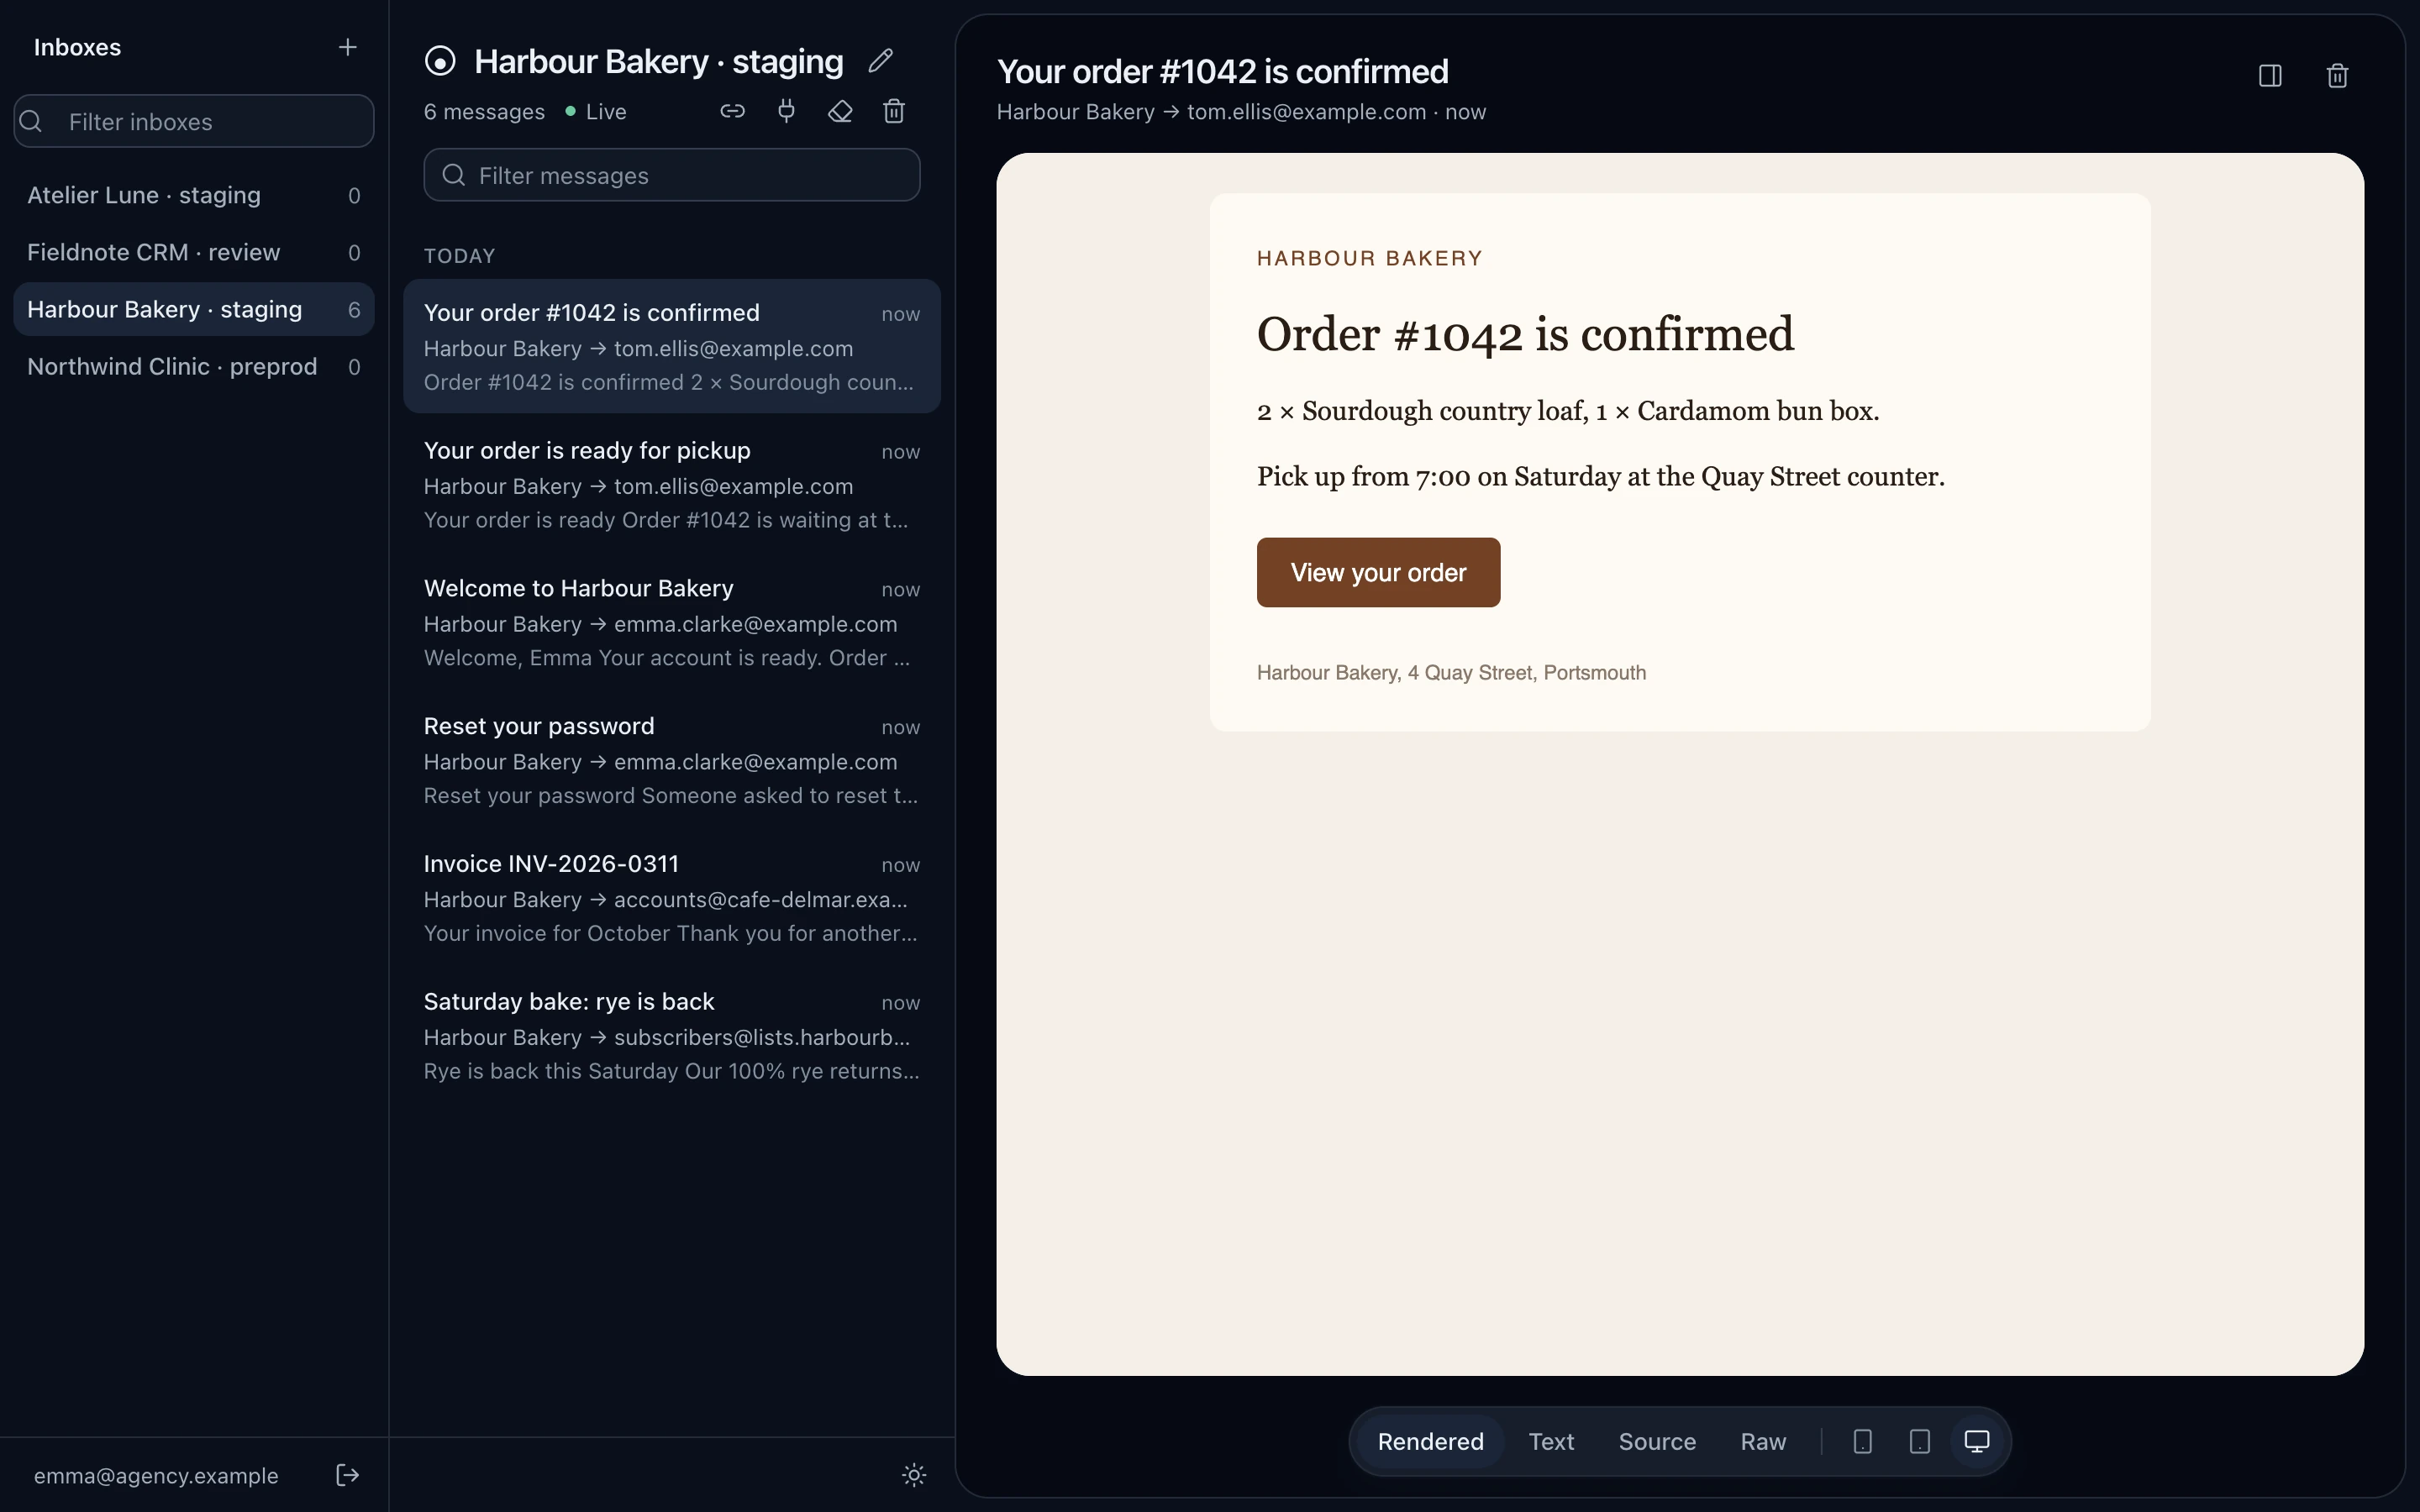 Inboxes
Filter inboxes
Atelier Lune · staging 0
Fieldnote CRM · review 0
Harbour Bakery · staging 6
Northwind Clinic · preprod 0
emma@agency.example
Harbour Bakery · staging
6 messages Live
Filter messages
TODAY
Your order #1042 is confirmed now
Harbour Bakery → tom.ellis@example.com
Order #1042 is confirmed 2 × Sourdough coun...
Your order is ready for pickup now
Harbour Bakery → tom.ellis@example.com
Your order is ready Order #1042 is waiting at t...
Welcome to Harbour Bakery now
Harbour Bakery → emma.clarke@example.com
Welcome, Emma Your account is ready. Order ...
Reset your password now
Harbour Bakery → emma.clarke@example.com
Reset your password Someone asked to reset t...
Invoice INV-2026-0311 now
Harbour Bakery → accounts@cafe-delmar.exa...
Your invoice for October Thank you for another...
Saturday bake: rye is back now
Harbour Bakery → subscribers@lists.harbourb...
Rye is back this Saturday Our 100% rye returns...
Your order #1042 is confirmed
Harbour Bakery → tom.ellis@example.com · now
HARBOUR BAKERY
Order #1042 is confirmed
2 × Sourdough country loaf, 1 × Cardamom bun box.
Pick up from 7:00 on Saturday at the Quay Street counter.
View your order
Harbour Bakery, 4 Quay Street, Portsmouth
Rendered Text Source Raw